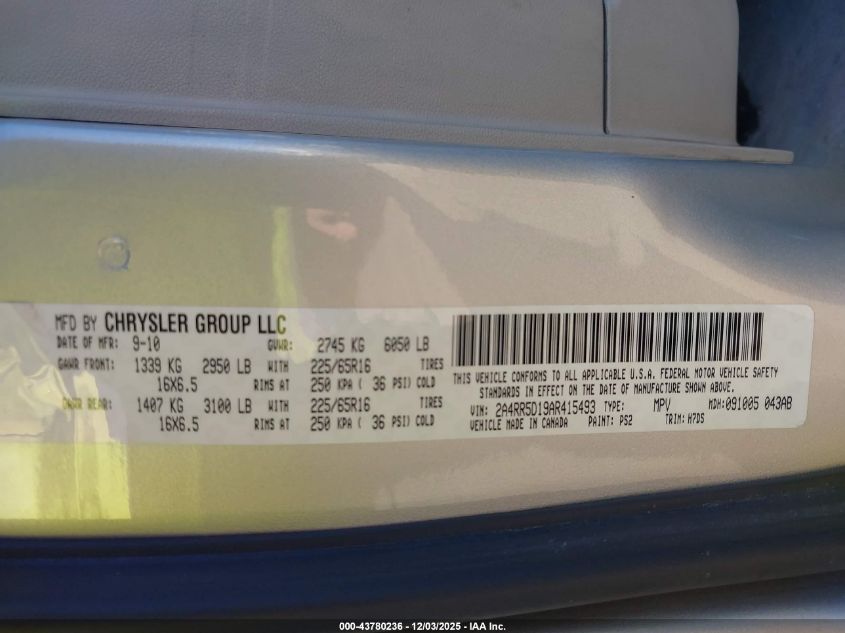 MFD BY CHRYSLER GROUP LLC
DATE OF MFR: 9-10 GVWR: 2745 KG 6050 LB
GAWR FRONT: 1339 KG 2950 LB WITH 225/65R16 TIRES
16X6.5 RIMS AT 250 KPA ( 36 PSI) COLD
GAWR REAR: 1407 KG 3100 LB WITH 225/65R16 TIRES
16X6.5 RIMS AT 250 KPA ( 36 PSI) COLD
THIS VEHICLE CONFORMS TO ALL APPLICABLE U.S.A. FEDERAL MOTOR VEHICLE SAFETY
STANDARDS IN EFFECT ON THE DATE OF MANUFACTURE SHOWN ABOVE.
VIN: 2A4RR5D19AR415493 TYPE: MPV MDH:091005 043AB
VEHICLE MADE IN CANADA PAINT: PS2 TRIM: H7DS
000-43780236 - 12/03/2025 - IAA Inc.